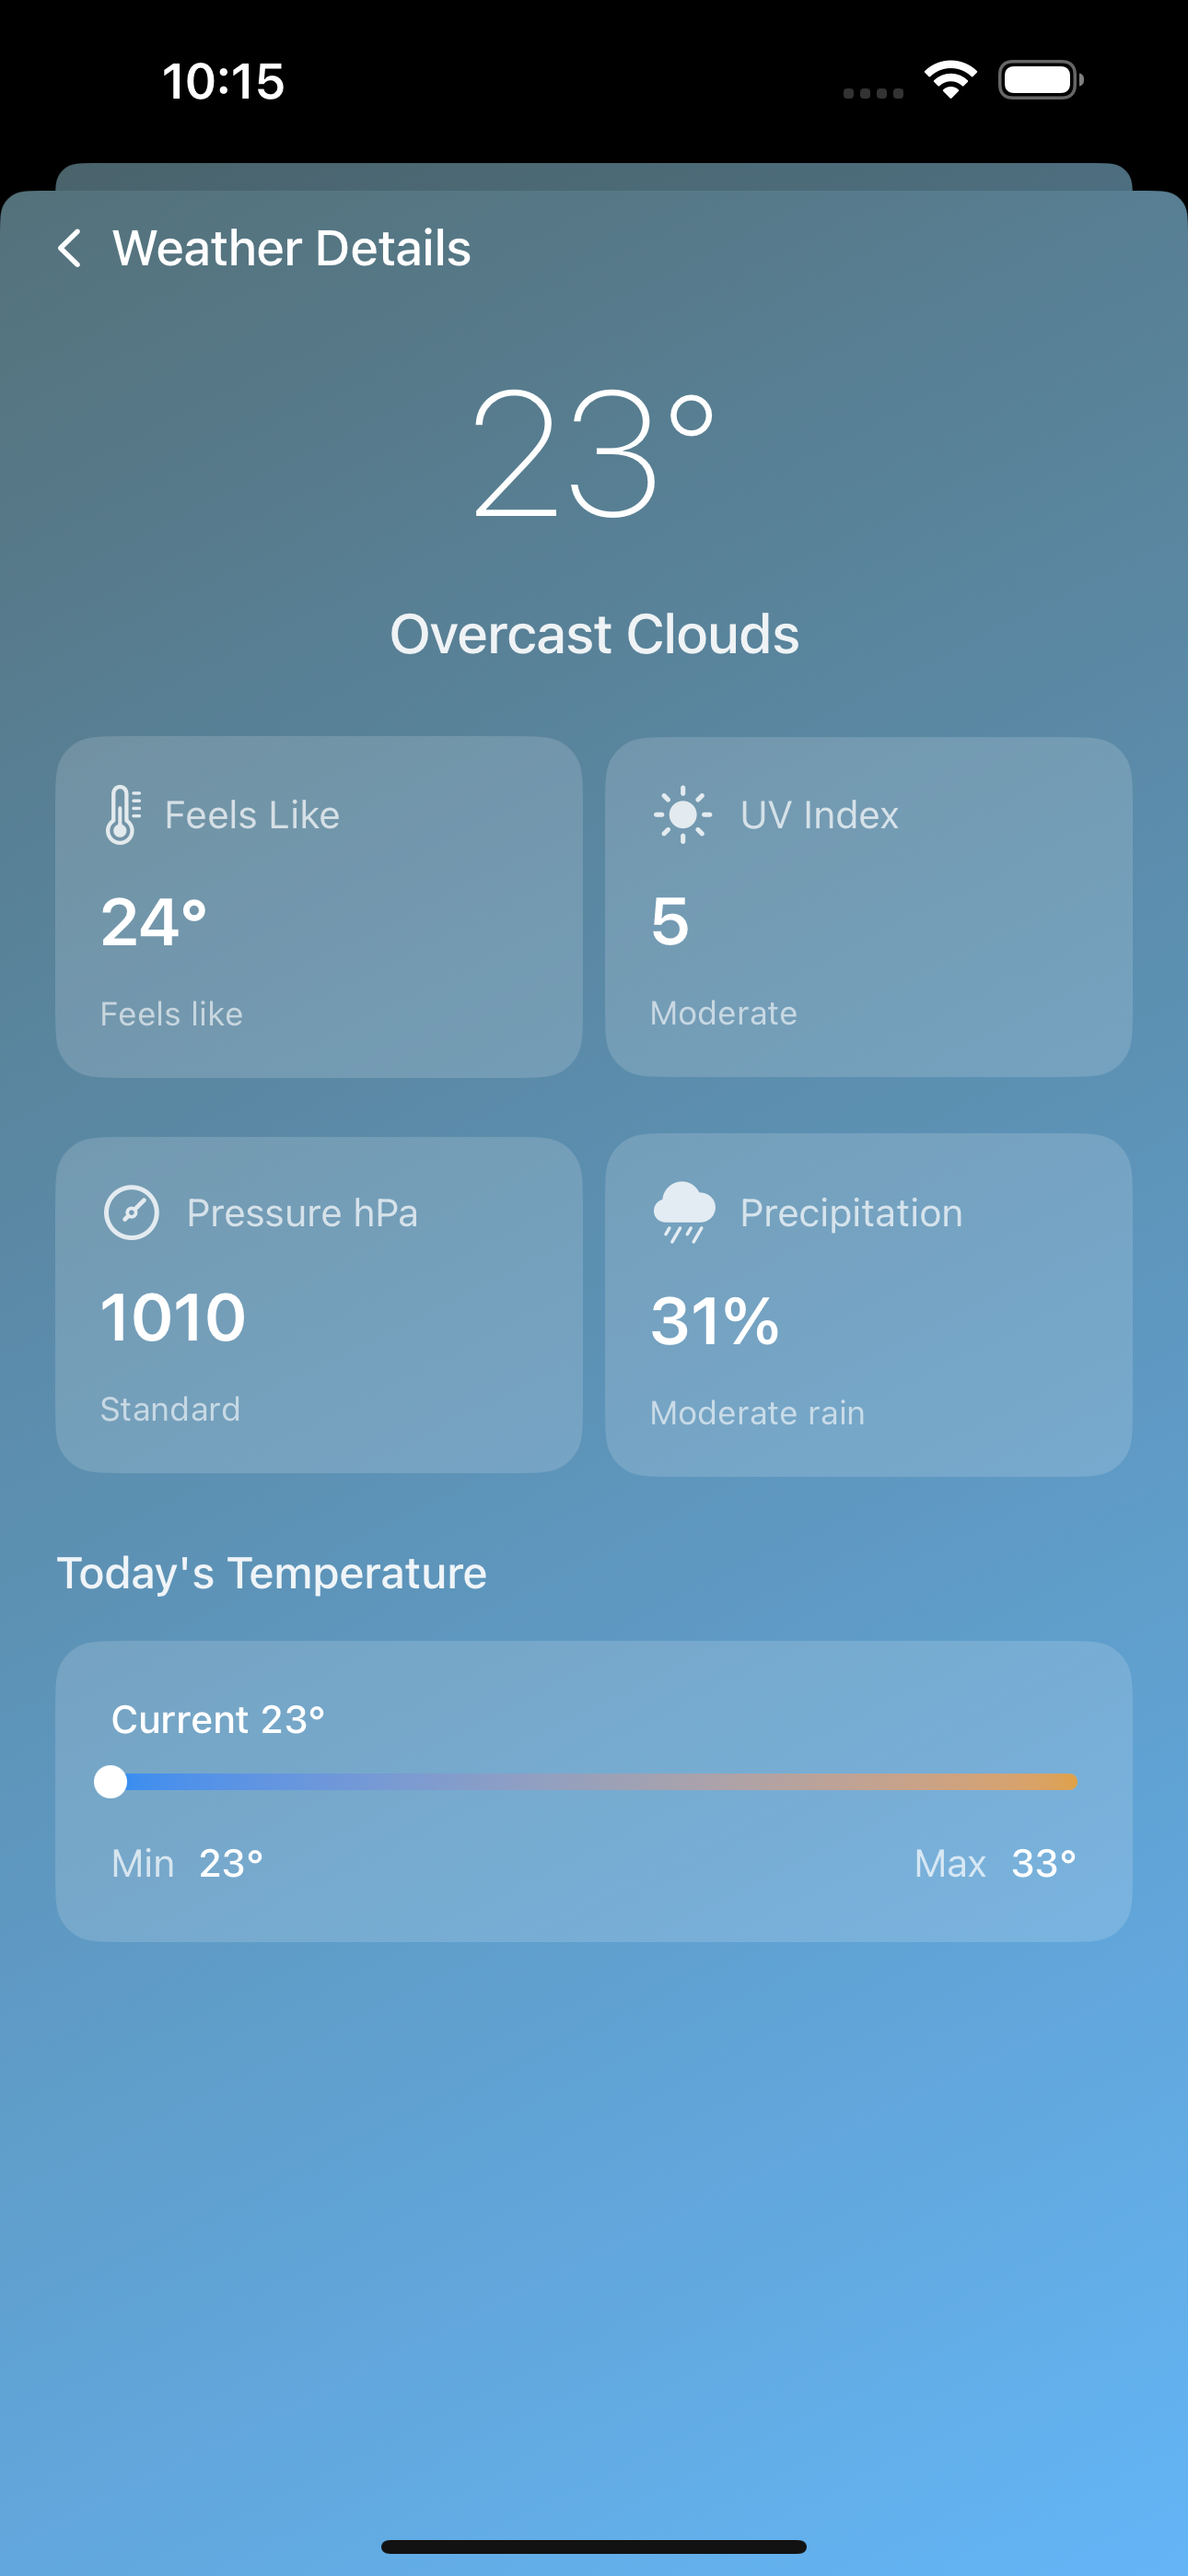 10:15
Weather Details
23°
Overcast Clouds
Feels Like
24°
Feels like
UV Index
5
Moderate
Pressure hPa
1010
Standard
Precipitation
31%
Moderate rain
Today's Temperature
Current 23°
Min 23° Max 33°